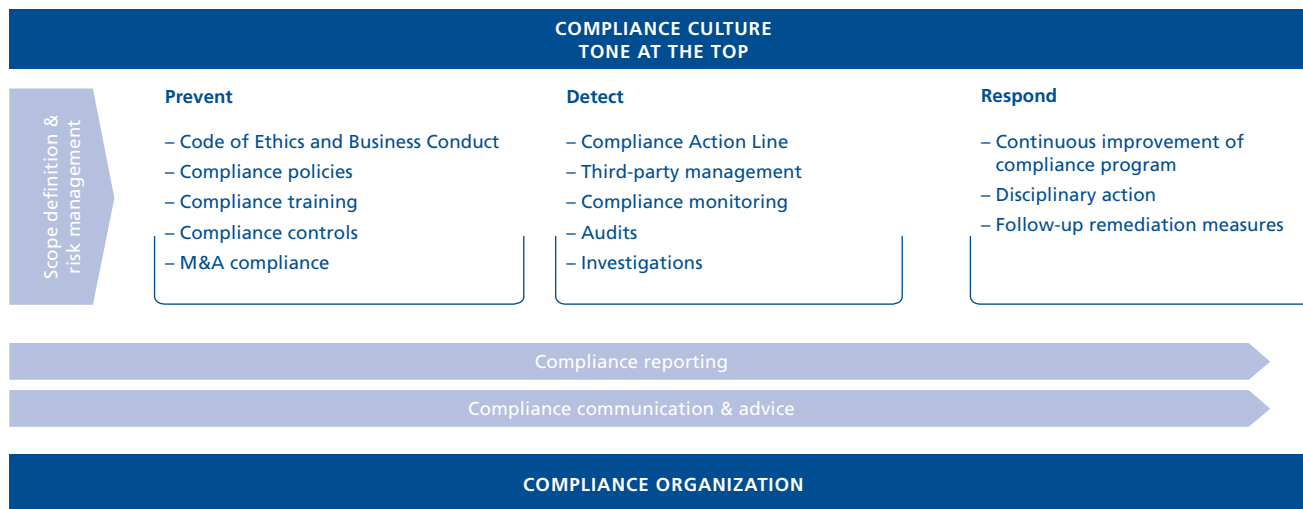 COMPLIANCE CULTURE
TONE AT THE TOP
Scope definition &
risk management
Prevent
– Code of Ethics and Business Conduct
– Compliance policies
– Compliance training
– Compliance controls
– M&A compliance
Detect
– Compliance Action Line
– Third-party management
– Compliance monitoring
– Audits
– Investigations
Respond
– Continuous improvement of
compliance program
– Disciplinary action
– Follow-up remediation measures
Compliance reporting
Compliance communication & advice
COMPLIANCE ORGANIZATION